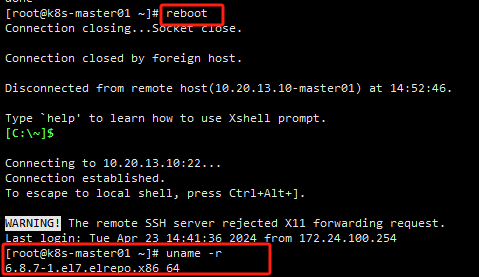 done
[root@k8s-master01 ~]# reboot
Connection closing...Socket close.
Connection closed by foreign host.
Disconnected from remote host(10.20.13.10-master01) at 14:52:46.
Type `help' to learn how to use Xshell prompt.
[C:\~]$
Connecting to 10.20.13.10:22...
Connection established.
To escape to local shell, press Ctrl+Alt+].
WARNING! The remote SSH server rejected X11 forwarding request.
Last login: Tue Apr 23 14:41:36 2024 from 172.24.100.254
[root@k8s-master01 ~]# uname -r
6.8.7-1.el7.elrepo.x86_64